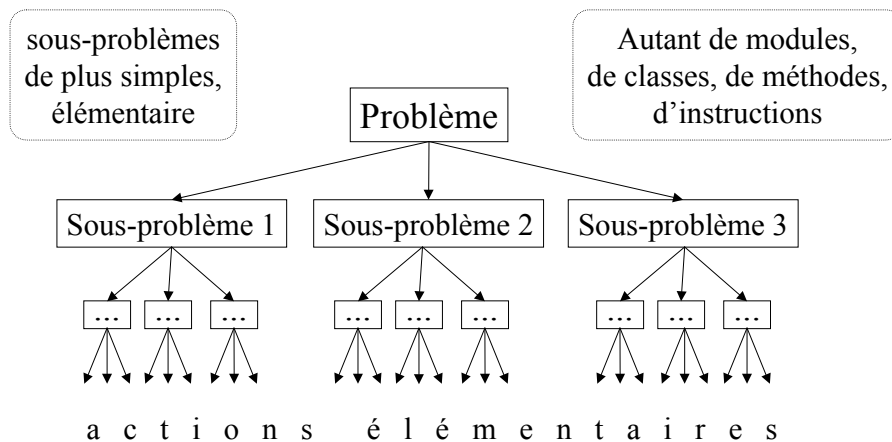 sous-problèmes
de plus simples,
élémentaire
Autant de modules,
de classes, de méthodes,
d’instructions
Problème
Sous-problème 1
Sous-problème 2
Sous-problème 3
... ... ... ... ... ... ... ... ...
a c t i o n s é l é m e n t a i r e s